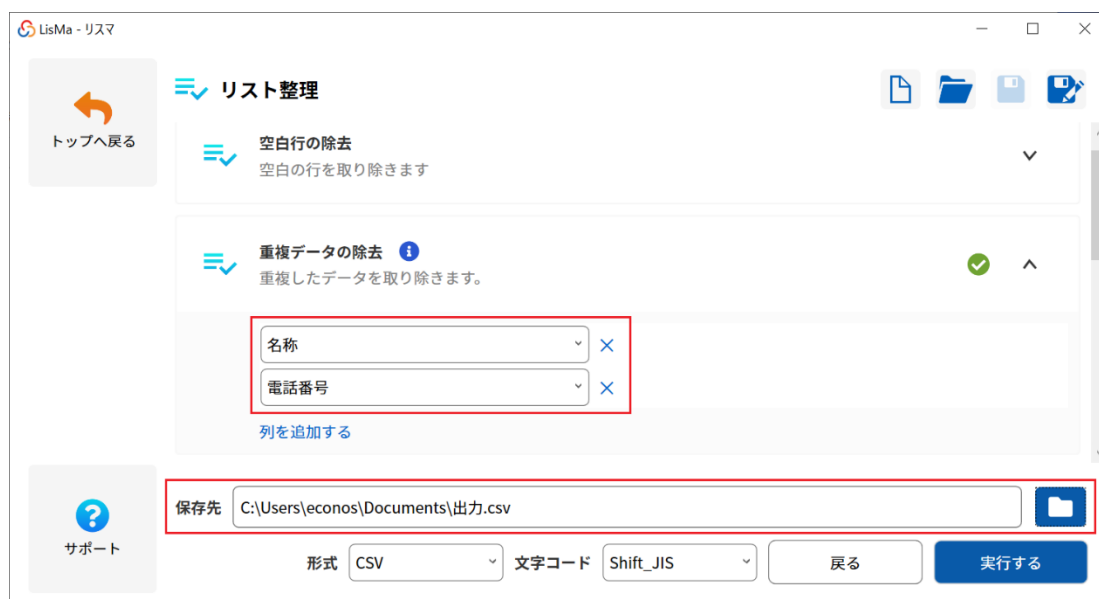 LisMa - リスマ
トップへ戻る
リスト整理
空白行の除去
空白の行を取り除きます
重複データの除去
重複したデータを取り除きます。
名称
電話番号
列を追加する
サポート
保存先 C:\Users\econos\Documents\出力.csv
形式 CSV 文字コード Shift_JIS 戻る 実行する